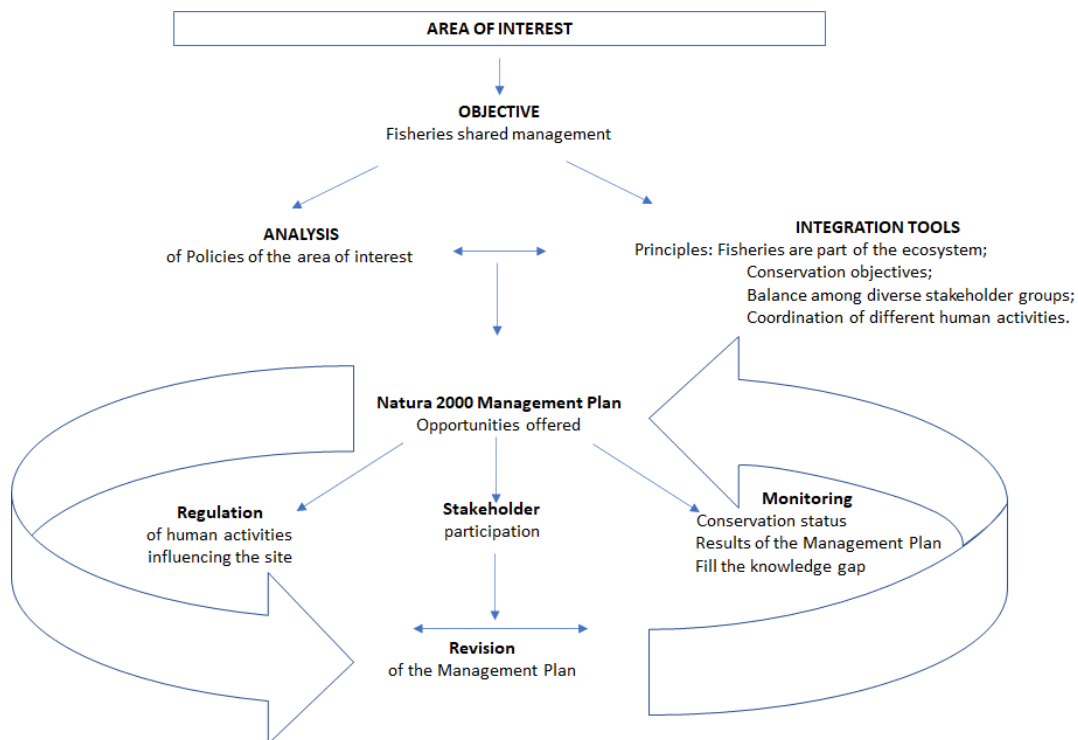 AREA OF INTEREST
OBJECTIVE
Fisheries shared management
ANALYSIS
of Policies of the area of interest
INTEGRATION TOOLS
Principles: Fisheries are part of the ecosystem;
Conservation objectives;
Balance among diverse stakeholder groups;
Coordination of different human activities.
Natura 2000 Management Plan
Opportunities offered
Regulation
of human activities
influencing the site
Stakeholder
participation
Monitoring
Conservation status
Results of the Management Plan
Fill the knowledge gap
Revision
of the Management Plan